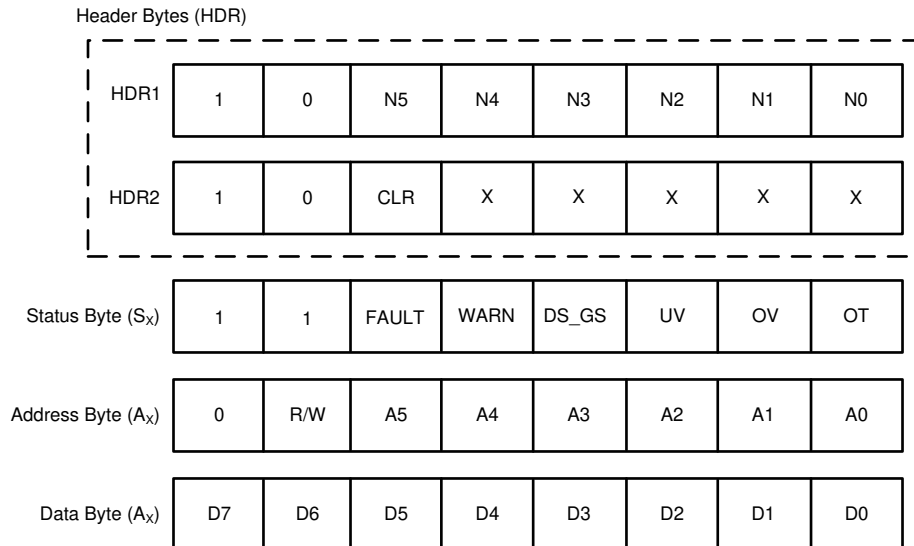 Header Bytes (HDR)
HDR1 1 0 N5 N4 N3 N2 N1 N0
HDR2 1 0 CLR X X X X X
Status Byte (SX) 1 1 FAULT WARN DS_GS UV OV OT
Address Byte (AX) 0 R/W A5 A4 A3 A2 A1 A0
Data Byte (AX) D7 D6 D5 D4 D3 D2 D1 D0